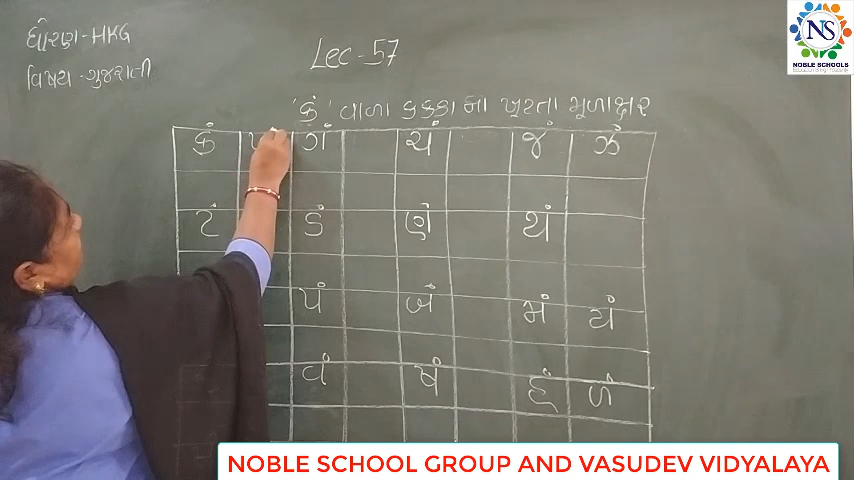 ધોરણ - HKG
વિષય - ગુજરાતી
Lec - 57
'કં' વાળા કક્કાના ખૂટતા મૂળાક્ષર
કં ગં ચં જં ઝં
ટં ડં ણં થં
પં બં મં યં
વં ષં હં ળં
NS
NOBLE SCHOOLS
NOBLE SCHOOL GROUP AND VASUDEV VIDYALAYA